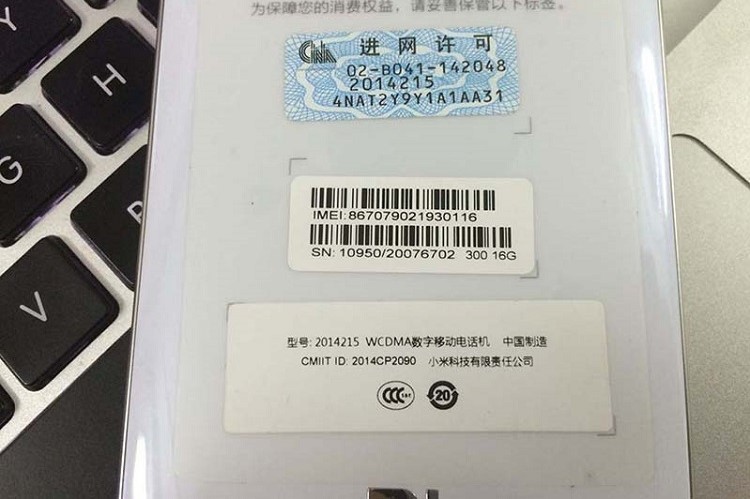 为保障您的消费权益，请妥善保管以下标签。
CNA 进网许可
02-B041-142048
2014215
4NAT2Y9Y1A1AA31
IMEI:867079021930116
SN: 10950/20076702 300 16G
型号: 2014215 WCDMA数字移动电话机 中国制造
CMIIT ID: 2014CP2090 小米科技有限责任公司
CCC S&E 20
Y
H
G
B
V